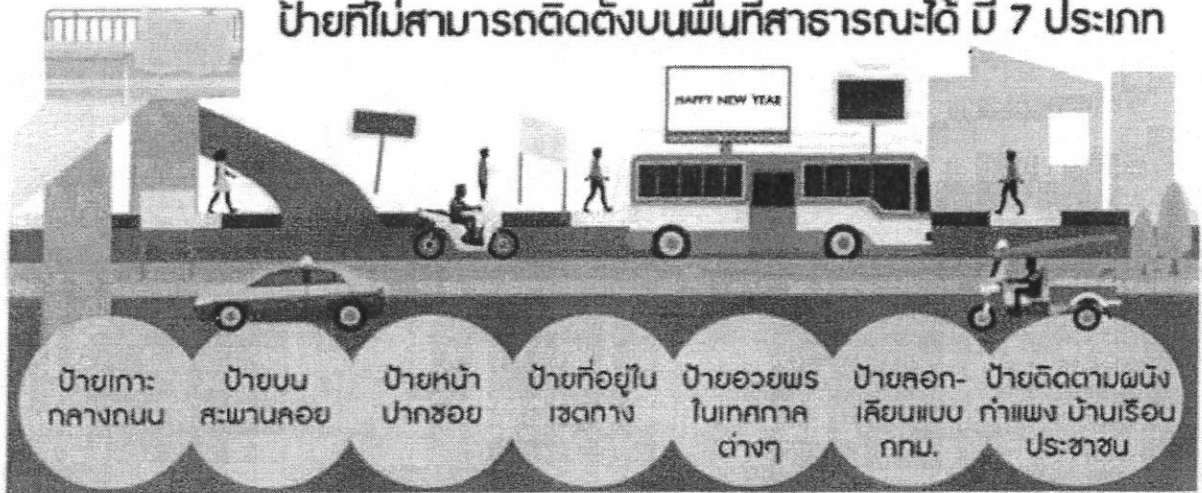 ป้ายที่ไม่สามารถติดตั้งบนพื้นที่สาธารณะได้ มี 7 ประเภท
HAPPY NEW YEAR
ป้ายเกาะ
กลางถนน
ป้ายบน
สะพานลอย
ป้ายหน้า
ปากซอย
ป้ายที่อยู่ใน
เขตทาง
ป้ายอวยพร
ในเทศกาล
ต่างๆ
ป้ายลอก-
เลียนแบบ
กทม.
ป้ายติดตามผนัง
กำแพง บ้านเรือน
ประชาชน